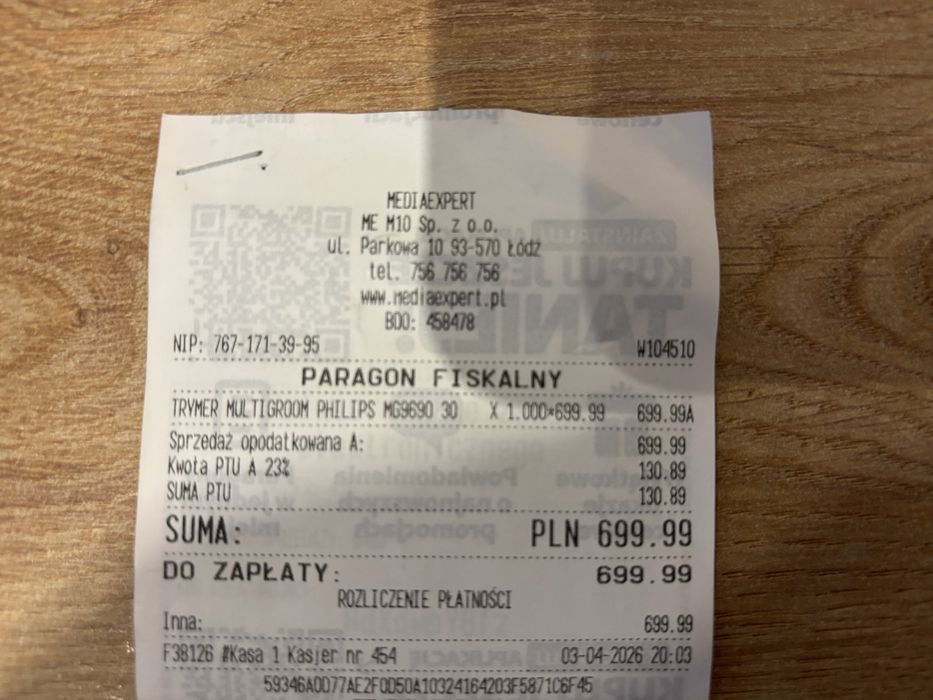 MEDIAEXPERT
ME M10 Sp. z o.o.
ul. Parkowa 10 93-570 Łódź
tel. 756 756 756
www.mediaexpert.pl
BDO: 458478
NIP: 767-171-39-95 W104510
PARAGON FISKALNY
TRYMER MULTIGROOM PHILIPS MG9690 30 X 1.000*699.99 699.99A
Sprzedaż opodatkowana A: 699.99
Kwota PTU A 23% 130.89
SUMA PTU 130.89
SUMA: PLN 699.99
DO ZAPŁATY: 699.99
ROZLICZENIE PŁATNOŚCI
Inna: 699.99
F38126 #Kasa 1 Kasjer nr 454 03-04-2026 20:03
59346A0D77AE2F0D50A10324164203F5871C6F45